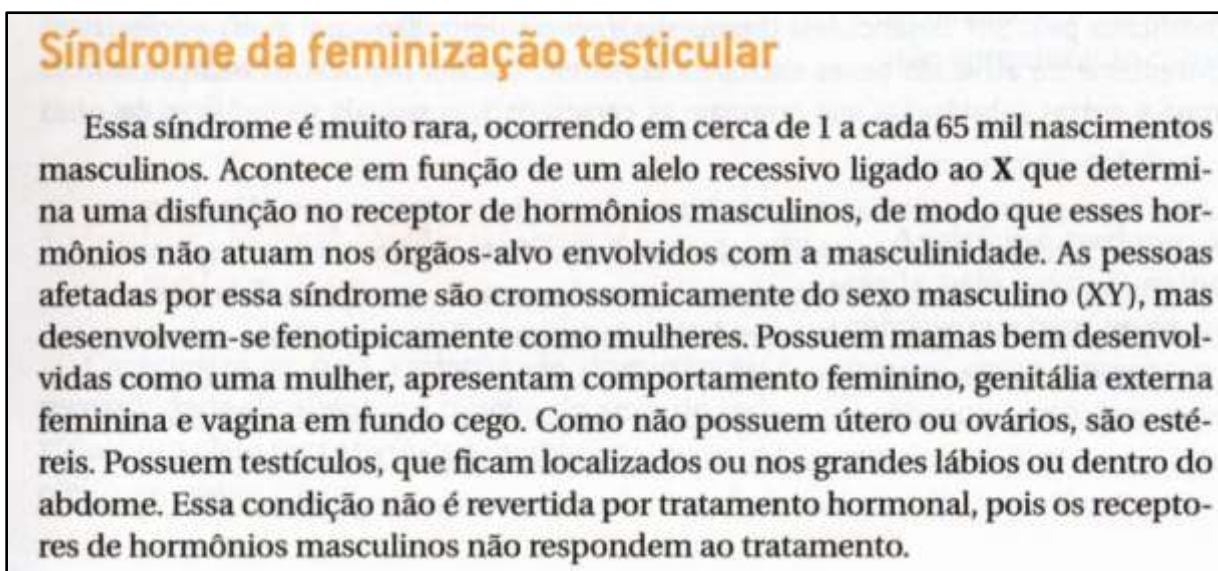 Síndrome da feminização testicular
Essa síndrome é muito rara, ocorrendo em cerca de 1 a cada 65 mil nascimentos
masculinos. Acontece em função de um alelo recessivo ligado ao X que determi-
na uma disfunção no receptor de hormônios masculinos, de modo que esses hor-
mônios não atuam nos órgãos-alvo envolvidos com a masculinidade. As pessoas
afetadas por essa síndrome são cromossomicamente do sexo masculino (XY), mas
desenvolvem-se fenotipicamente como mulheres. Possuem mamas bem desenvol-
vidas como uma mulher, apresentam comportamento feminino, genitália externa
feminina e vagina em fundo cego. Como não possuem útero ou ovários, são esté-
reis. Possuem testículos, que ficam localizados ou nos grandes lábios ou dentro do
abdome. Essa condição não é revertida por tratamento hormonal, pois os recepto-
res de hormônios masculinos não respondem ao tratamento.